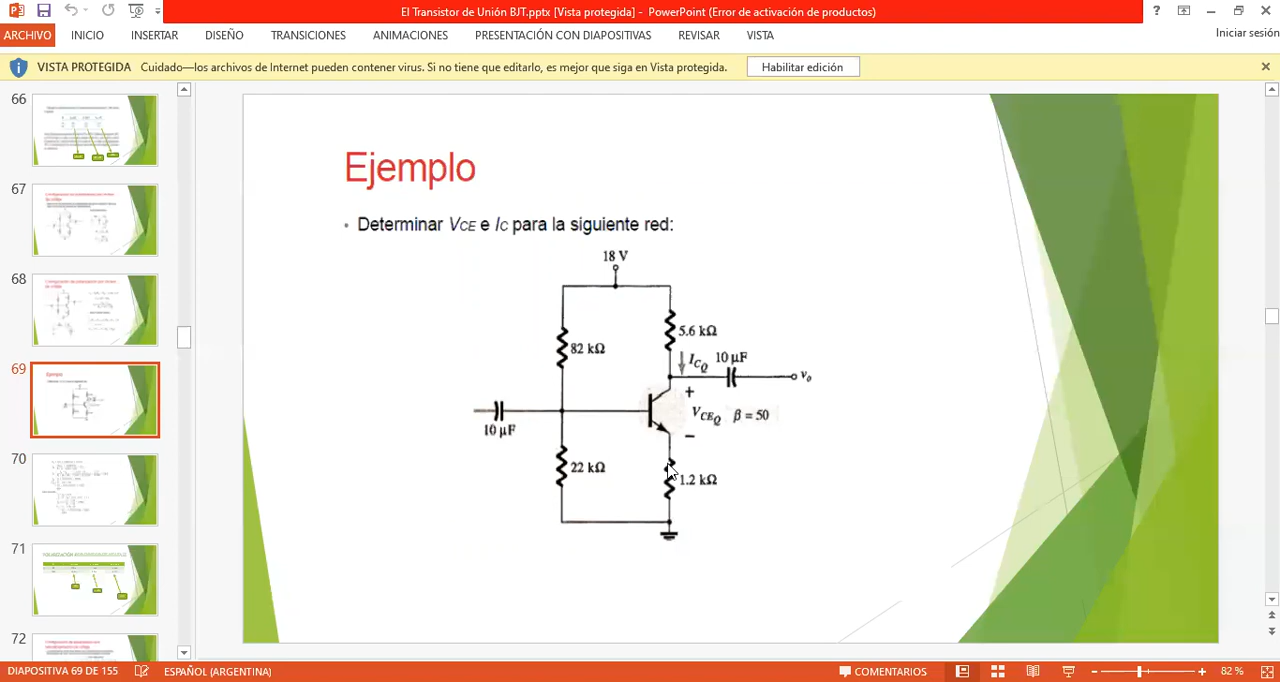 El Transistor de Unión BJT.pptx [Vista protegida] - PowerPoint (Error de activación de productos)
ARCHIVO INICIO INSERTAR DISEÑO TRANSICIONES ANIMACIONES PRESENTACIÓN CON DIAPOSITIVAS REVISAR VISTA Iniciar sesión
VISTA PROTEGIDA Cuidado—los archivos de Internet pueden contener virus. Si no tiene que editarlo, es mejor que siga en Vista protegida. Habilitar edición
66
67
68
69
70
71
72
Ejemplo
• Determinar VCE e IC para la siguiente red:
18 V
5.6 kΩ
82 kΩ
ICQ 10 μF
vo
+
VCEQ β = 50
10 μF
−
22 kΩ
1.2 kΩ
DIAPOSITIVA 69 DE 155 ESPAÑOL (ARGENTINA) COMENTARIOS 82 %